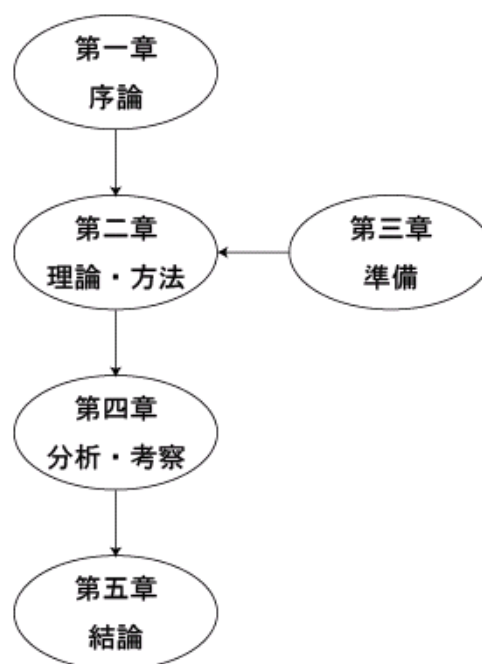 第一章
序論
第二章
理論・方法
第三章
準備
第四章
分析・考察
第五章
結論